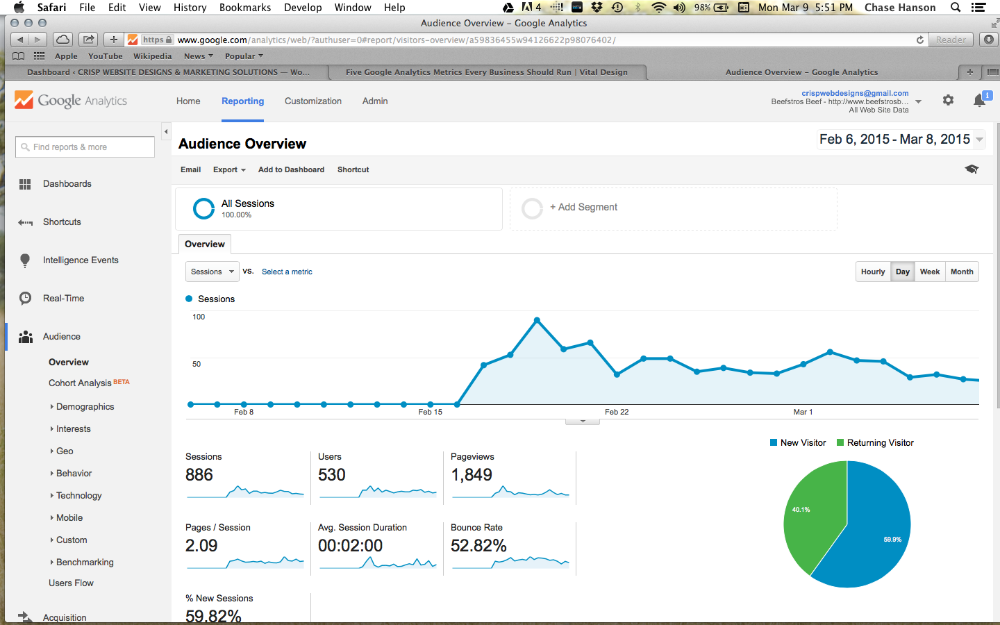 Safari File Edit View History Bookmarks Develop Window Help 4 98% Mon Mar 9 5:51 PM Chase Hanson
Audience Overview – Google Analytics
https www.google.com/analytics/web/?authuser=0#report/visitors-overview/a59836455w94126622p98076402/ Reader
Apple YouTube Wikipedia News Popular
Dashboard ‹ CRISP WEBSITE DESIGNS & MARKETING SOLUTIONS — Wo... Five Google Analytics Metrics Every Business Should Run | Vital Design Audience Overview – Google Analytics +
Google Analytics Home Reporting Customization Admin
crispwebdesigns@gmail.com
Beefstros Beef - http://www.beefstrosb...
All Web Site Data
i
Find reports & more
Dashboards
Shortcuts
Intelligence Events
Real-Time
Audience
Overview
Cohort Analysis BETA
Demographics
Interests
Geo
Behavior
Technology
Mobile
Custom
Benchmarking
Users Flow
Acquisition
Audience Overview
Feb 6, 2015 - Mar 8, 2015
Email Export Add to Dashboard Shortcut
All Sessions
100.00%
+ Add Segment
Overview
Sessions vs. Select a metric
Hourly Day Week Month
Sessions
100
50
Feb 8 Feb 15 Feb 22 Mar 1
Sessions
886
Users
530
Pageviews
1,849
Pages / Session
2.09
Avg. Session Duration
00:02:00
Bounce Rate
52.82%
% New Sessions
59.82%
New Visitor Returning Visitor
40.1%
59.9%